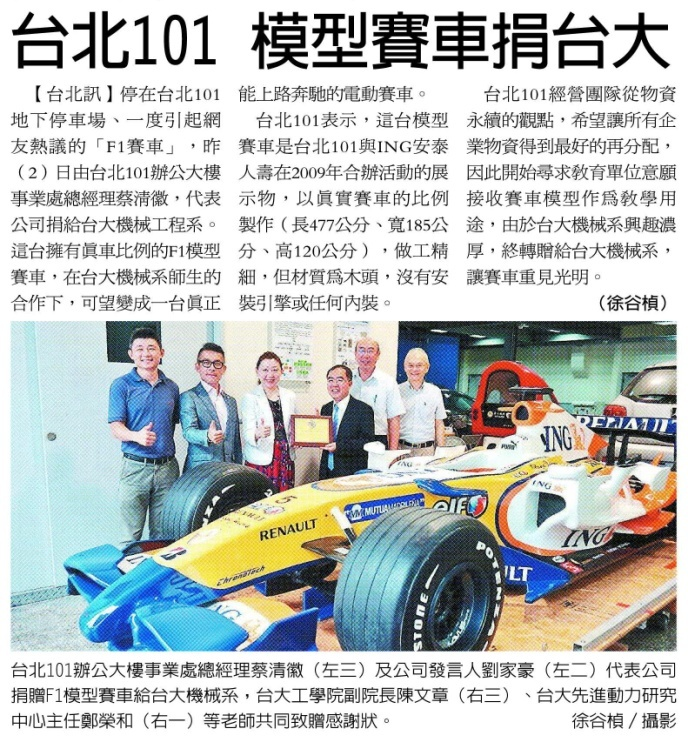 台北101 模型賽車捐台大
【台北訊】停在台北101
地下停車場、一度引起網
友熱議的「F1賽車」，昨
（2）日由台北101辦公大樓
事業處總經理蔡清徽，代表
公司捐給台大機械工程系。
這台擁有真車比例的F1模型
賽車，在台大機械系師生的
合作下，可望變成一台真正
能上路奔馳的電動賽車。
台北101表示，這台模型
賽車是台北101與ING安泰
人壽在2009年合辦活動的展
示物，以真實賽車的比例
製作（長477公分、寬185公
分、高120公分），做工精
細，但材質為木頭，沒有安
裝引擎或任何內裝。
台北101經營團隊從物資
永續的觀點，希望讓所有企
業物資得到最好的再分配，
因此開始尋求教育單位意願
接收賽車模型作為教學用
途，由於台大機械系興趣濃
厚，終轉贈給台大機械系，
讓賽車重見光明。
（徐谷楨）
ING
RENAULT
PUMA
ING
elf
MUTUA MADRILEÑA
RENAULT
ING
Chronotech
ING
POTENZA
STONE
ULT
台北101辦公大樓事業處總經理蔡清徽（左三）及公司發言人劉家豪（左二）代表公司
捐贈F1模型賽車給台大機械系，台大工學院副院長陳文章（右三）、台大先進動力研究
中心主任鄭榮和（右一）等老師共同致贈感謝狀。 徐谷楨／攝影